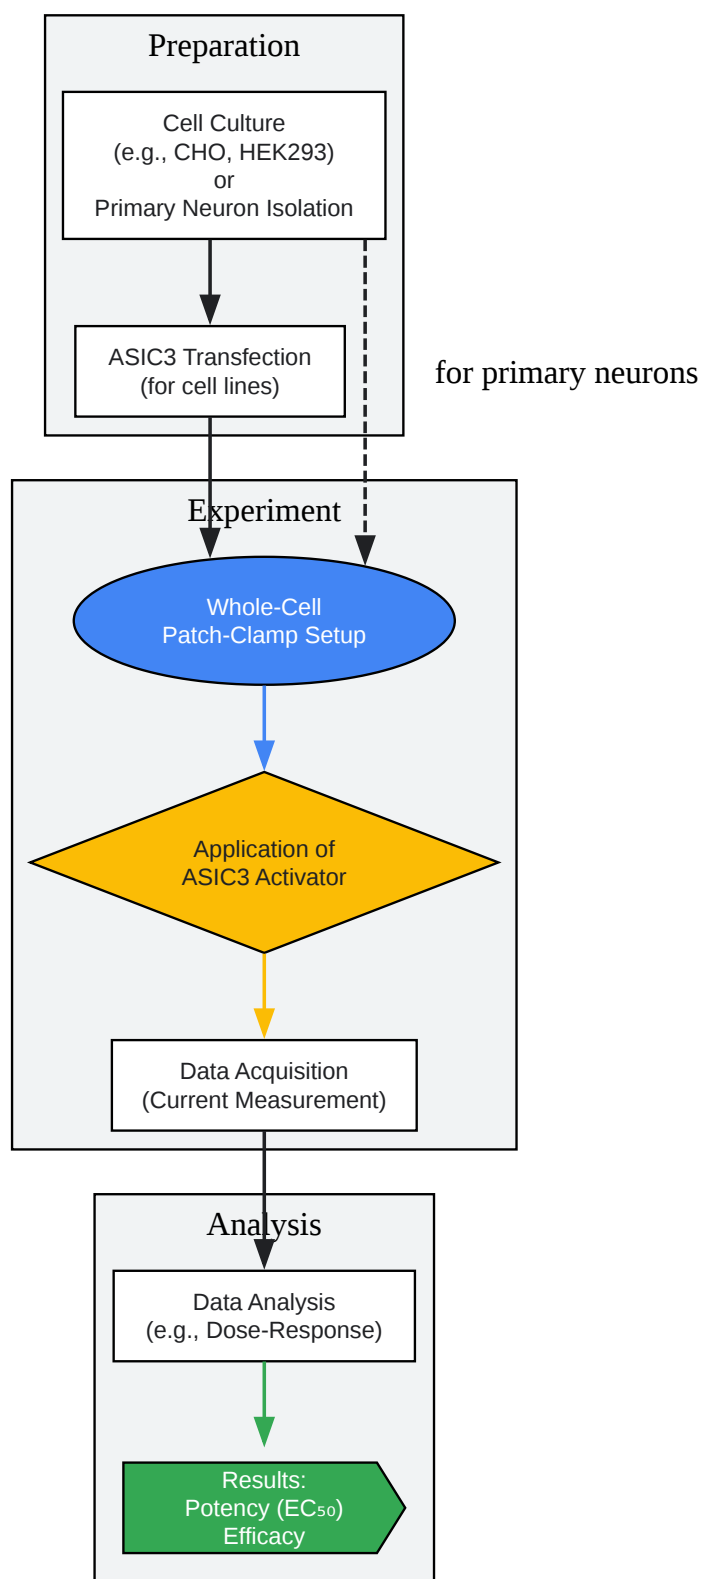 Preparation
Cell Culture
(e.g., CHO, HEK293)
or
Primary Neuron Isolation
ASIC3 Transfection
(for cell lines)
for primary neurons
Experiment
Whole-Cell
Patch-Clamp Setup
Application of
ASIC3 Activator
Data Acquisition
(Current Measurement)
Analysis
Data Analysis
(e.g., Dose-Response)
Results:
Potency (EC₅₀)
Efficacy